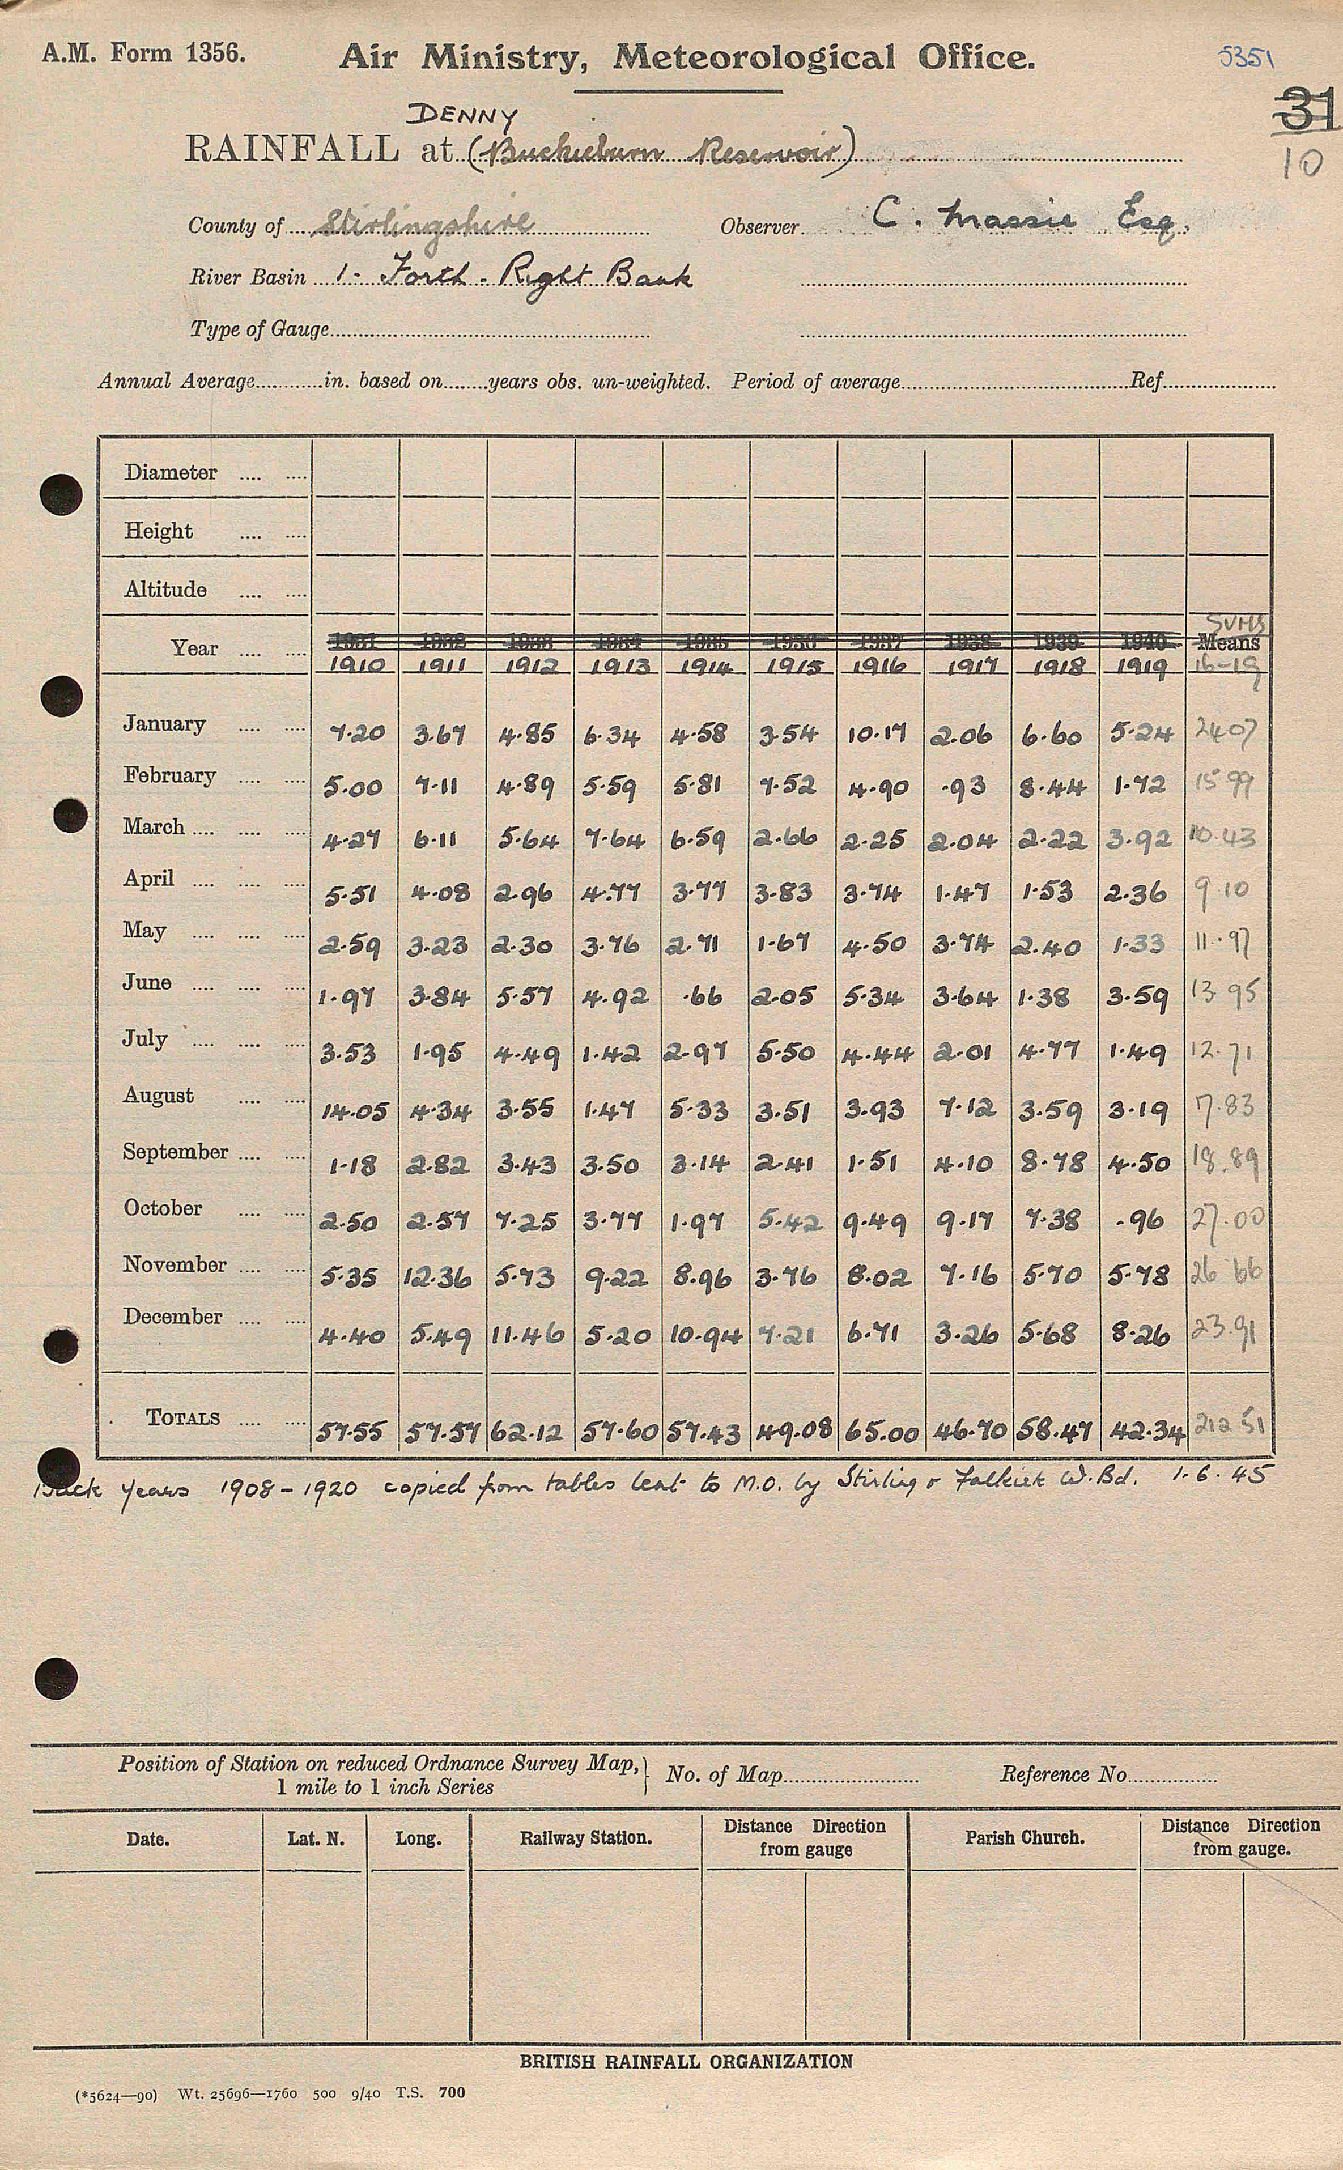 A.M. Form 1356. Air Ministry, Meteorological Office. 5351
31
10
DENNY
RAINFALL at (Buckieburn Reservoir)
County of Stirlingshire Observer C. Massie Esq.
River Basin 1. Forth. Right Bank
Type of Gauge
Annual Average in. based on years obs. un-weighted. Period of average Ref.
Diameter
Height
Altitude
SUMS
Year 1931 1932 1933 1934 1935 1936 1937 1938 1939 1940 Means
1910 1911 1912 1913 1914 1915 1916 1917 1918 1919 16-19
January 7.20 3.67 4.85 6.34 4.58 3.54 10.17 2.06 6.60 5.24 24.07
February 5.00 7.11 4.89 5.59 5.81 7.52 4.90 .93 8.44 1.72 15.99
March 4.27 6.11 5.64 7.64 6.59 2.66 2.25 2.04 2.22 3.92 10.43
April 5.51 4.08 2.96 4.77 3.77 3.83 3.74 1.47 1.53 2.36 9.10
May 2.59 3.23 2.30 3.76 2.71 1.67 4.50 3.74 2.40 1.33 11.97
June 1.97 3.84 5.57 4.92 .66 2.05 5.34 3.64 1.38 3.59 13.95
July 3.53 1.95 4.49 1.42 2.97 5.50 4.44 2.01 4.77 1.49 12.71
August 14.05 4.34 3.55 1.47 5.33 3.51 3.93 7.12 3.59 3.19 17.83
September 1.18 2.82 3.43 3.50 3.14 2.41 1.51 4.10 8.78 4.50 18.89
October 2.50 2.57 7.25 3.77 1.97 5.42 9.49 9.17 7.38 .96 27.00
November 5.35 12.36 5.73 9.22 8.96 3.76 8.02 7.16 5.70 5.78 26.66
December 4.40 5.49 11.46 5.20 10.94 7.21 6.71 3.26 5.68 8.26 23.91
TOTALS 57.55 57.57 62.12 57.60 57.43 49.08 65.00 46.70 58.47 42.34 212.51
Back years 1908-1920 copied from tables lent to M.O. by Stirling & Falkirk W.Bd. 1.6.45
Position of Station on reduced Ordnance Survey Map, No. of Map Reference No.
1 mile to 1 inch Series
Date. Lat. N. Long. Railway Station. Distance Direction from gauge Parish Church. Distance Direction from gauge.
BRITISH RAINFALL ORGANIZATION
(*5624—90) Wt. 25696—1760 500 9/40 T.S. 700